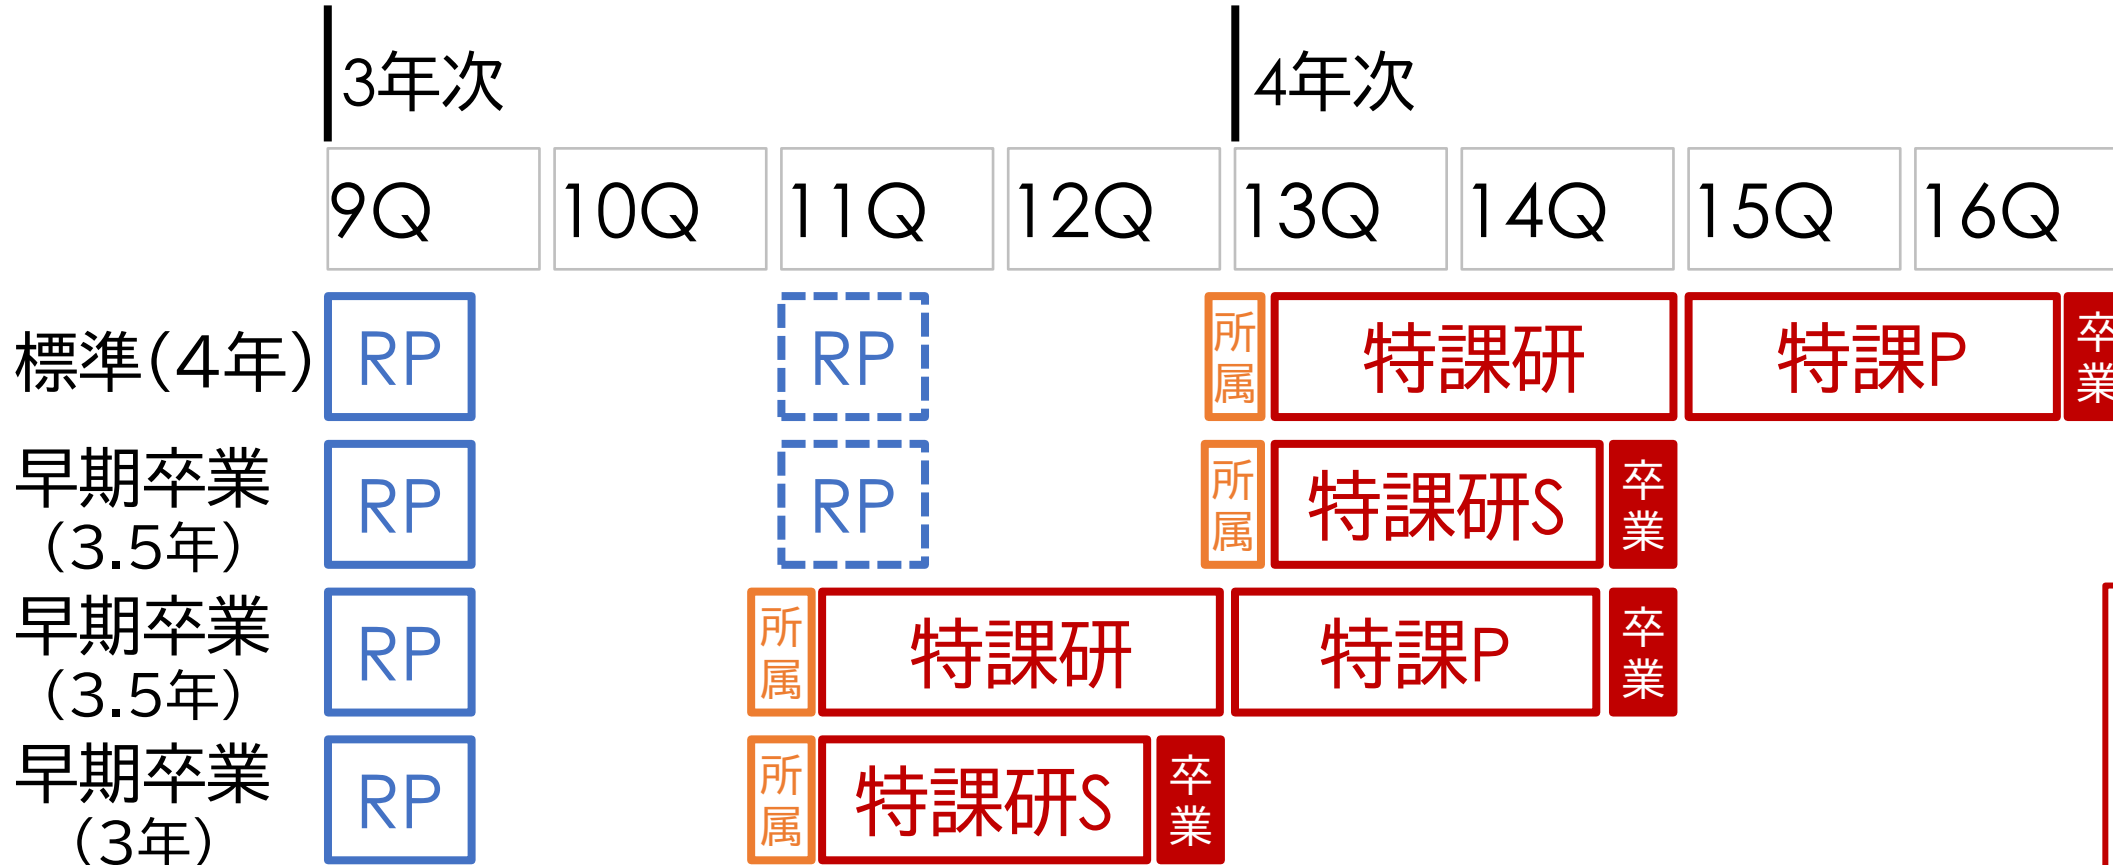 3年次 4年次
9Q 10Q 11Q 12Q 13Q 14Q 15Q 16Q
標準(4年) RP RP 所属 特課研 特課P 卒業
早期卒業 RP RP 所属 特課研S 卒業
(3.5年)
早期卒業 RP 所属 特課研 特課P 卒業
(3.5年)
早期卒業 RP 所属 特課研S 卒業
(3年)